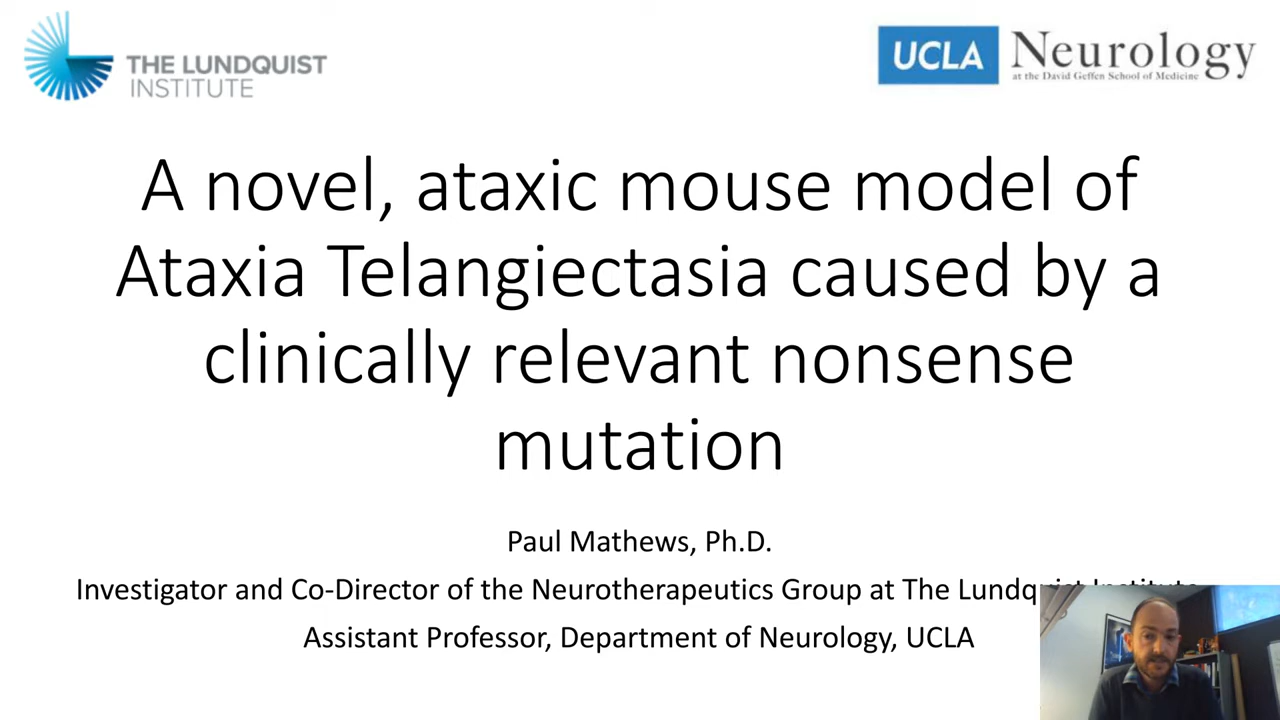 THE LUNDQUIST
INSTITUTE
UCLA Neurology
at the David Geffen School of Medicine
A novel, ataxic mouse model of
Ataxia Telangiectasia caused by a
clinically relevant nonsense
mutation
Paul Mathews, Ph.D.
Investigator and Co-Director of the Neurotherapeutics Group at The Lundquist Institute
Assistant Professor, Department of Neurology, UCLA